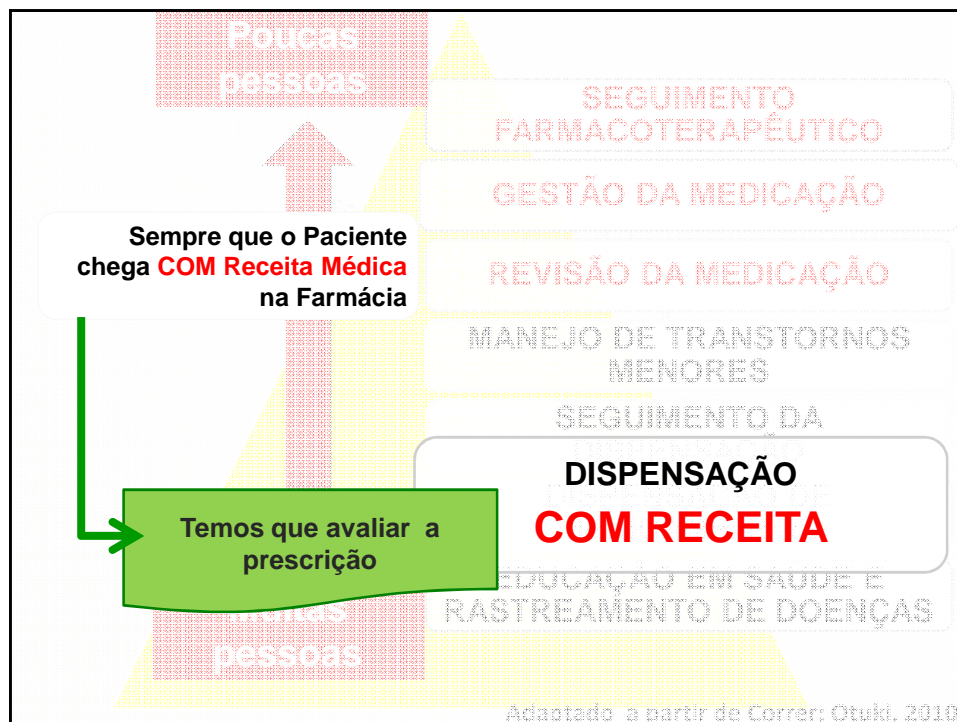 Poucas
pessoas
SEGUIMENTO
FARMACOTERAPÊUTICO
GESTÃO DA MEDICAÇÃO
Sempre que o Paciente
chega COM Receita Médica
na Farmácia
REVISÃO DA MEDICAÇÃO
MANEJO DE TRANSTORNOS
MENORES
SEGUIMENTO DA
DISPENSAÇÃO
COM RECEITA
Temos que avaliar a
prescrição
EDUCAÇÃO EM SAÚDE E
RASTREAMENTO DE DOENÇAS
Muitas
pessoas
Adaptado a partir de Correr; Otuki, 2010